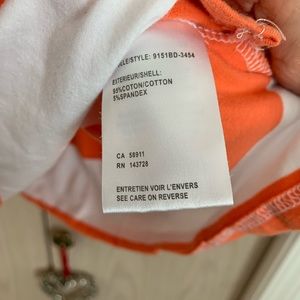 LE/STYLE: 9151BD-3454
EXTERIEUR/SHELL:
95%COTON/COTTON
5%SPANDEX
CA 58911
RN 143728
ENTRETIEN VOIR L'ENVERS
SEE CARE ON REVERSE